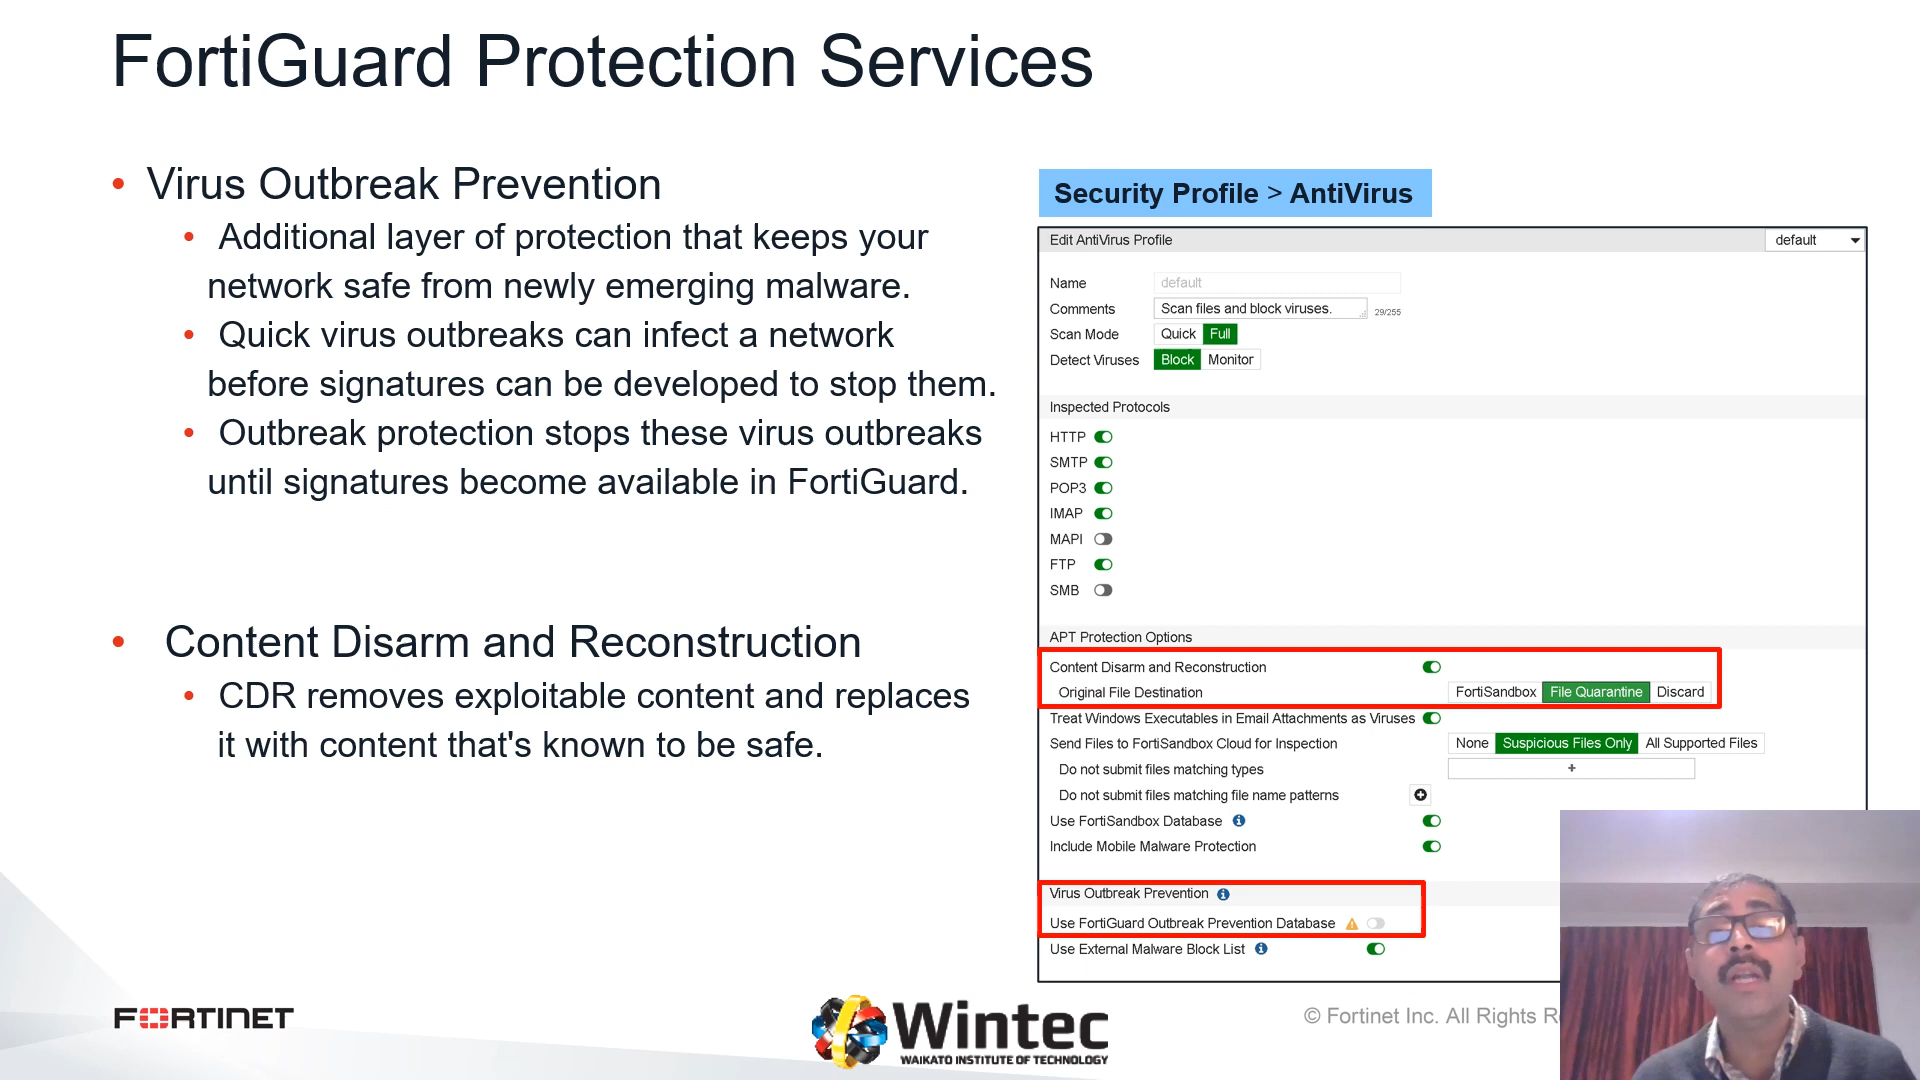 FortiGuard Protection Services
• Virus Outbreak Prevention
• Additional layer of protection that keeps your
network safe from newly emerging malware.
• Quick virus outbreaks can infect a network
before signatures can be developed to stop them.
• Outbreak protection stops these virus outbreaks
until signatures become available in FortiGuard.
• Content Disarm and Reconstruction
• CDR removes exploitable content and replaces
it with content that's known to be safe.
Security Profile > AntiVirus
Edit AntiVirus Profile default
Name default
Comments Scan files and block viruses. 29/255
Scan Mode Quick Full
Detect Viruses Block Monitor
Inspected Protocols
HTTP
SMTP
POP3
IMAP
MAPI
FTP
SMB
APT Protection Options
Content Disarm and Reconstruction
Original File Destination FortiSandbox File Quarantine Discard
Treat Windows Executables in Email Attachments as Viruses
Send Files to FortiSandbox Cloud for Inspection None Suspicious Files Only All Supported Files
Do not submit files matching types +
Do not submit files matching file name patterns
Use FortiSandbox Database
Include Mobile Malware Protection
Virus Outbreak Prevention
Use FortiGuard Outbreak Prevention Database
Use External Malware Block List
FORTINET
Wintec
WAIKATO INSTITUTE OF TECHNOLOGY
© Fortinet Inc. All Rights